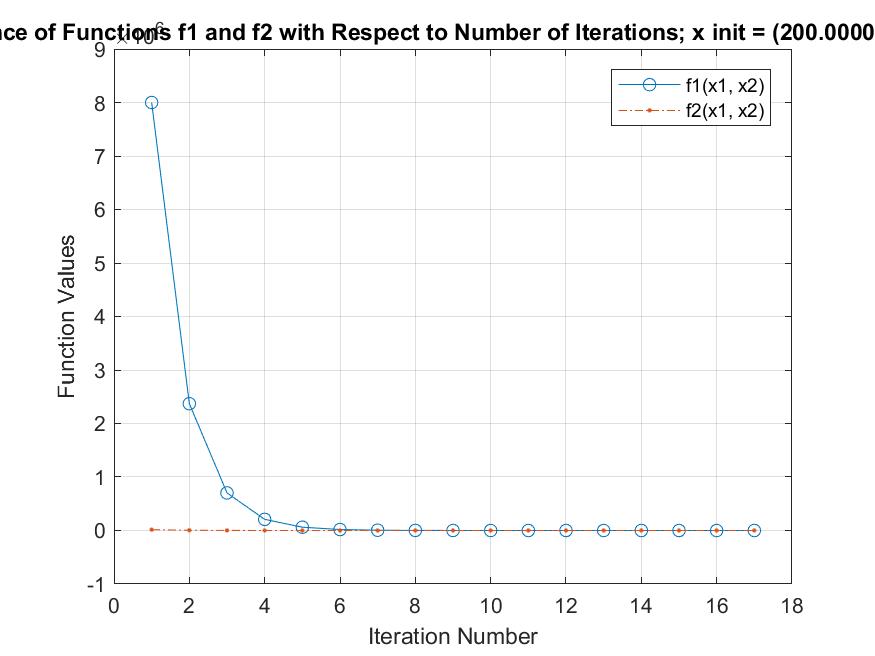 nce of Functions f1 and f2 with Respect to Number of Iterations; x init = (200.0000
×10^6
9
8
7
6
5
4
3
2
1
0
-1
f1(x1, x2)
f2(x1, x2)
Function Values
0 2 4 6 8 10 12 14 16 18
Iteration Number